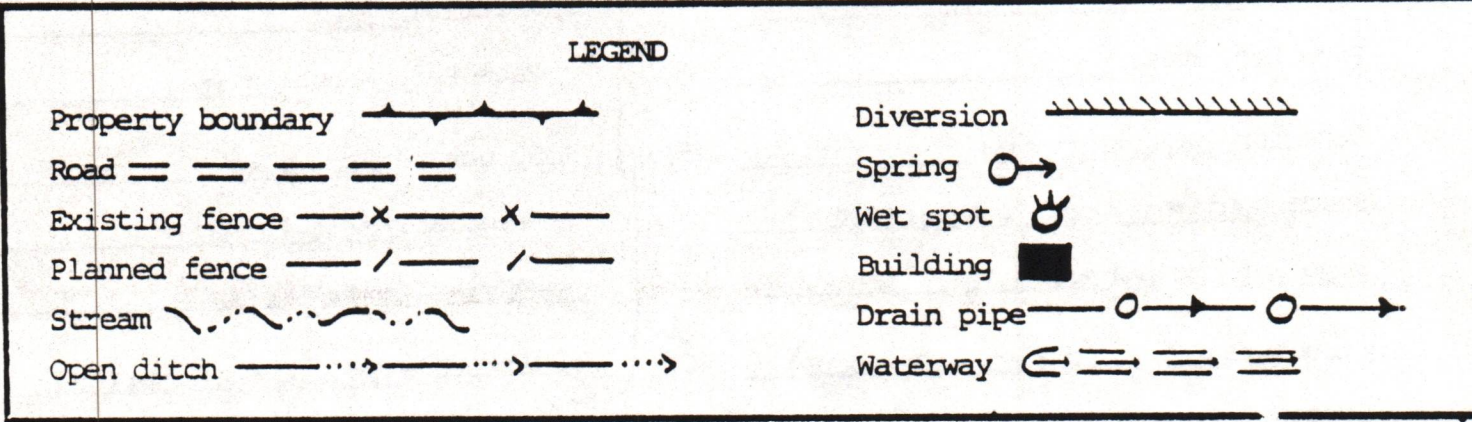 LEGEND
Property boundary
Road
Existing fence
Planned fence
Stream
Open ditch
Diversion
Spring
Wet spot
Building
Drain pipe
Waterway